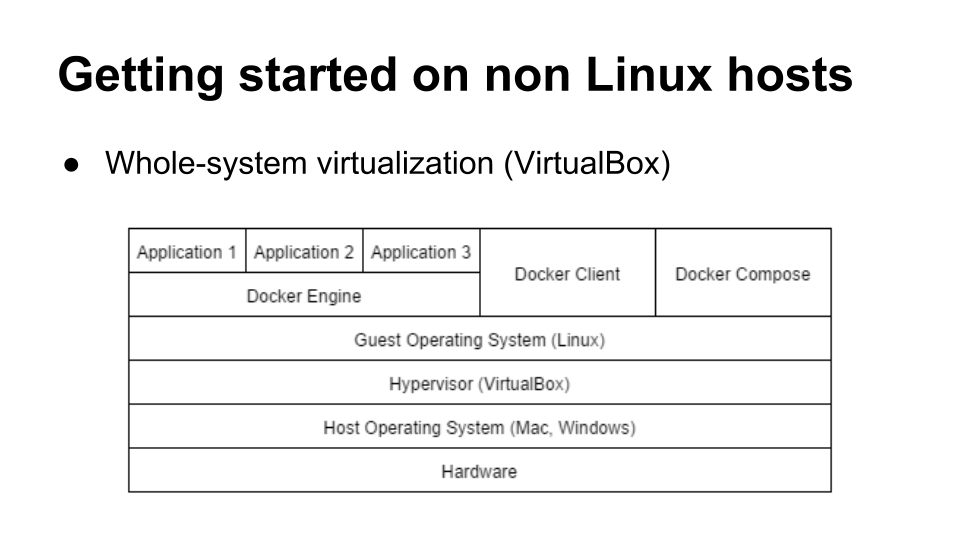 Getting started on non Linux hosts
● Whole-system virtualization (VirtualBox)
Application 1 Application 2 Application 3
Docker Client Docker Compose
Docker Engine
Guest Operating System (Linux)
Hypervisor (VirtualBox)
Host Operating System (Mac, Windows)
Hardware